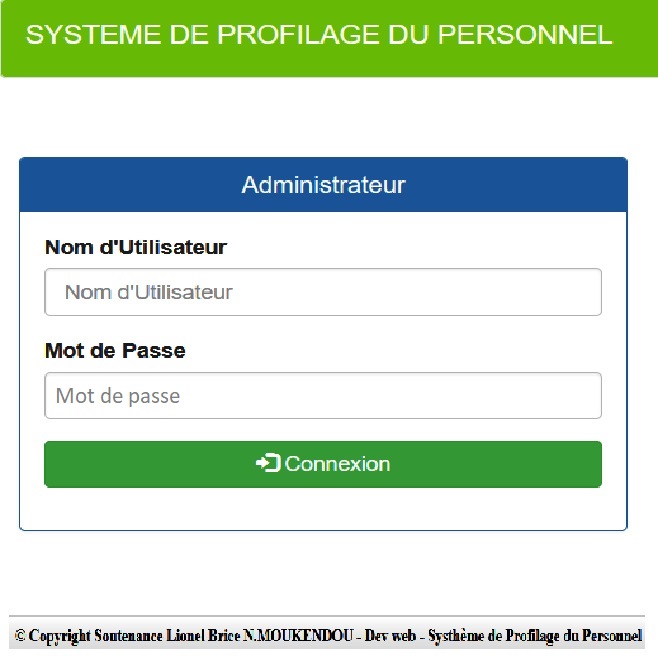 SYSTEME DE PROFILAGE DU PERSONNEL
Administrateur
Nom d'Utilisateur
Nom d'Utilisateur
Mot de Passe
Mot de passe
Connexion
© Copyright Soutenance Lionel Brice N.MOUKENDOU - Dev web - Systhème de Profilage du Personnel